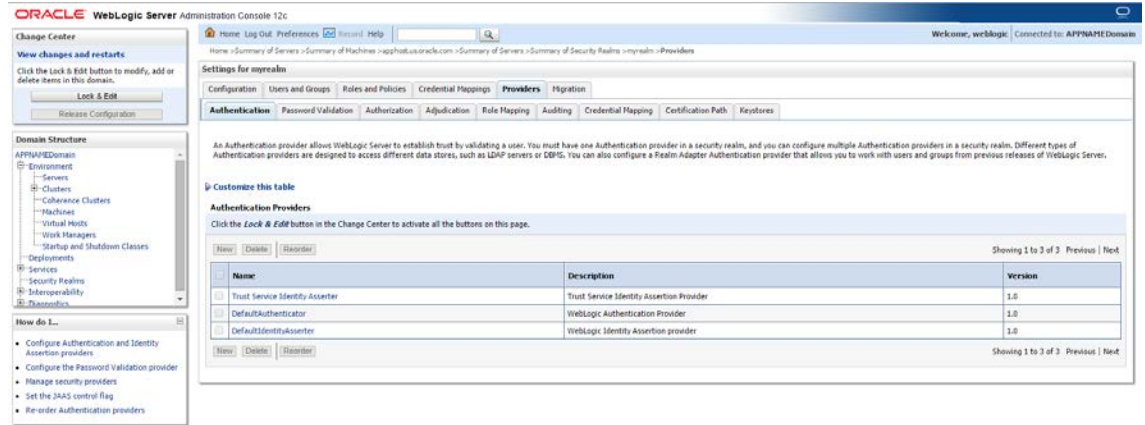 ORACLE WebLogic Server Administration Console 12c
Change Center
View changes and restarts
Click the Lock & Edit button to modify, add or
delete items in this domain.
Lock & Edit
Release Configuration
Domain Structure
APPNAMEDomain
Environment
Servers
Clusters
Coherence Clusters
Machines
Virtual Hosts
Work Managers
Startup and Shutdown Classes
Deployments
Services
Security Realms
Interoperability
Diagnostics
How do I...
Configure Authentication and Identity
Assertion providers
Configure the Password Validation provider
Manage security providers
Set the JAAS control flag
Re-order Authentication providers
Home Log Out Preferences Record Help
Welcome, weblogic Connected to: APPNAMEDomain
Home >Summary of Servers >Summary of Machines >apphost.us.oracle.com >Summary of Servers >Summary of Security Realms >myrealm >Providers
Settings for myrealm
Configuration Users and Groups Roles and Policies Credential Mappings Providers Migration
Authentication Password Validation Authorization Adjudication Role Mapping Auditing Credential Mapping Certification Path Keystores
An Authentication provider allows WebLogic Server to establish trust by validating a user. You must have one Authentication provider in a security realm, and you can configure multiple Authentication providers in a security realm. Different types of
Authentication providers are designed to access different data stores, such as LDAP servers or DBMS. You can also configure a Realm Adapter Authentication provider that allows you to work with users and groups from previous releases of WebLogic Server.
Customize this table
Authentication Providers
Click the Lock & Edit button in the Change Center to activate all the buttons on this page.
New Delete Reorder Showing 1 to 3 of 3 Previous | Next
Name Description Version
Trust Service Identity Asserter Trust Service Identity Assertion Provider 1.0
DefaultAuthenticator WebLogic Authentication Provider 1.0
DefaultIdentityAsserter WebLogic Identity Assertion provider 1.0
New Delete Reorder Showing 1 to 3 of 3 Previous | Next